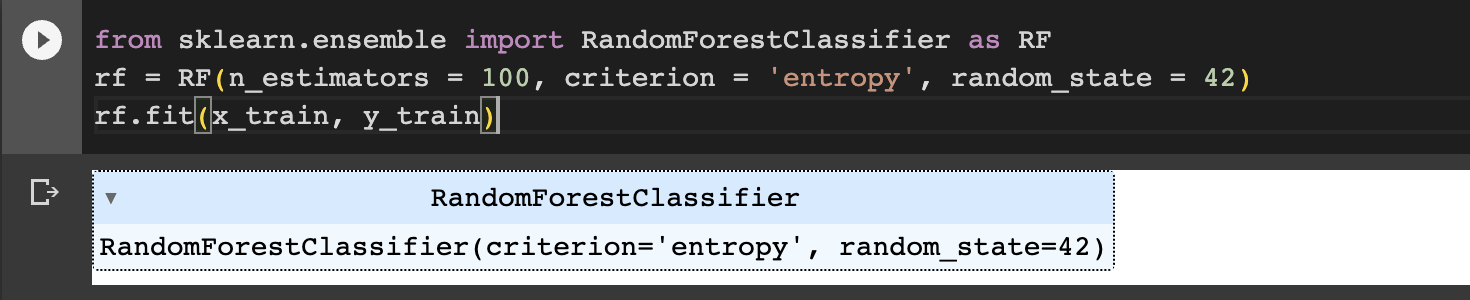 from sklearn.ensemble import RandomForestClassifier as RF
rf = RF(n_estimators = 100, criterion = 'entropy', random_state = 42)
rf.fit(x_train, y_train)
RandomForestClassifier
RandomForestClassifier(criterion='entropy', random_state=42)